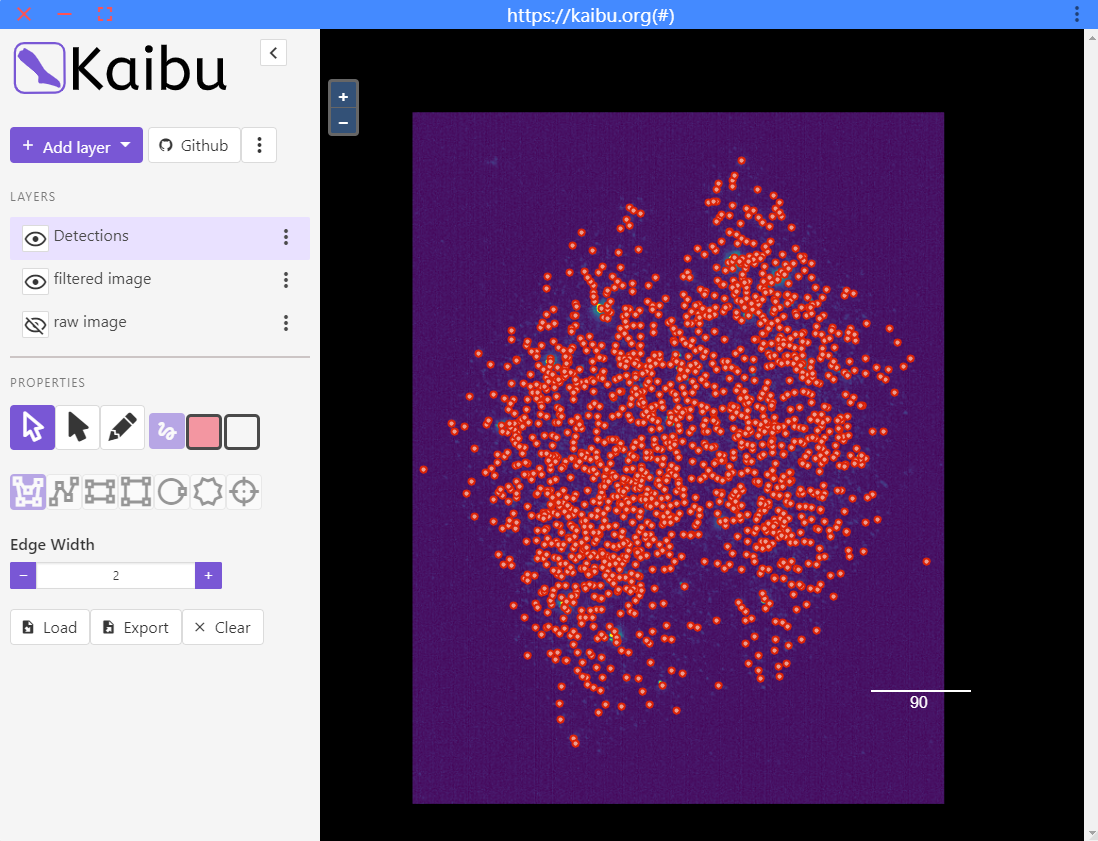 https://kaibu.org(#)
Kaibu
Add layer
Github
LAYERS
Detections
filtered image
raw image
PROPERTIES
Edge Width
− 2 +
Load Export Clear
+
−
90